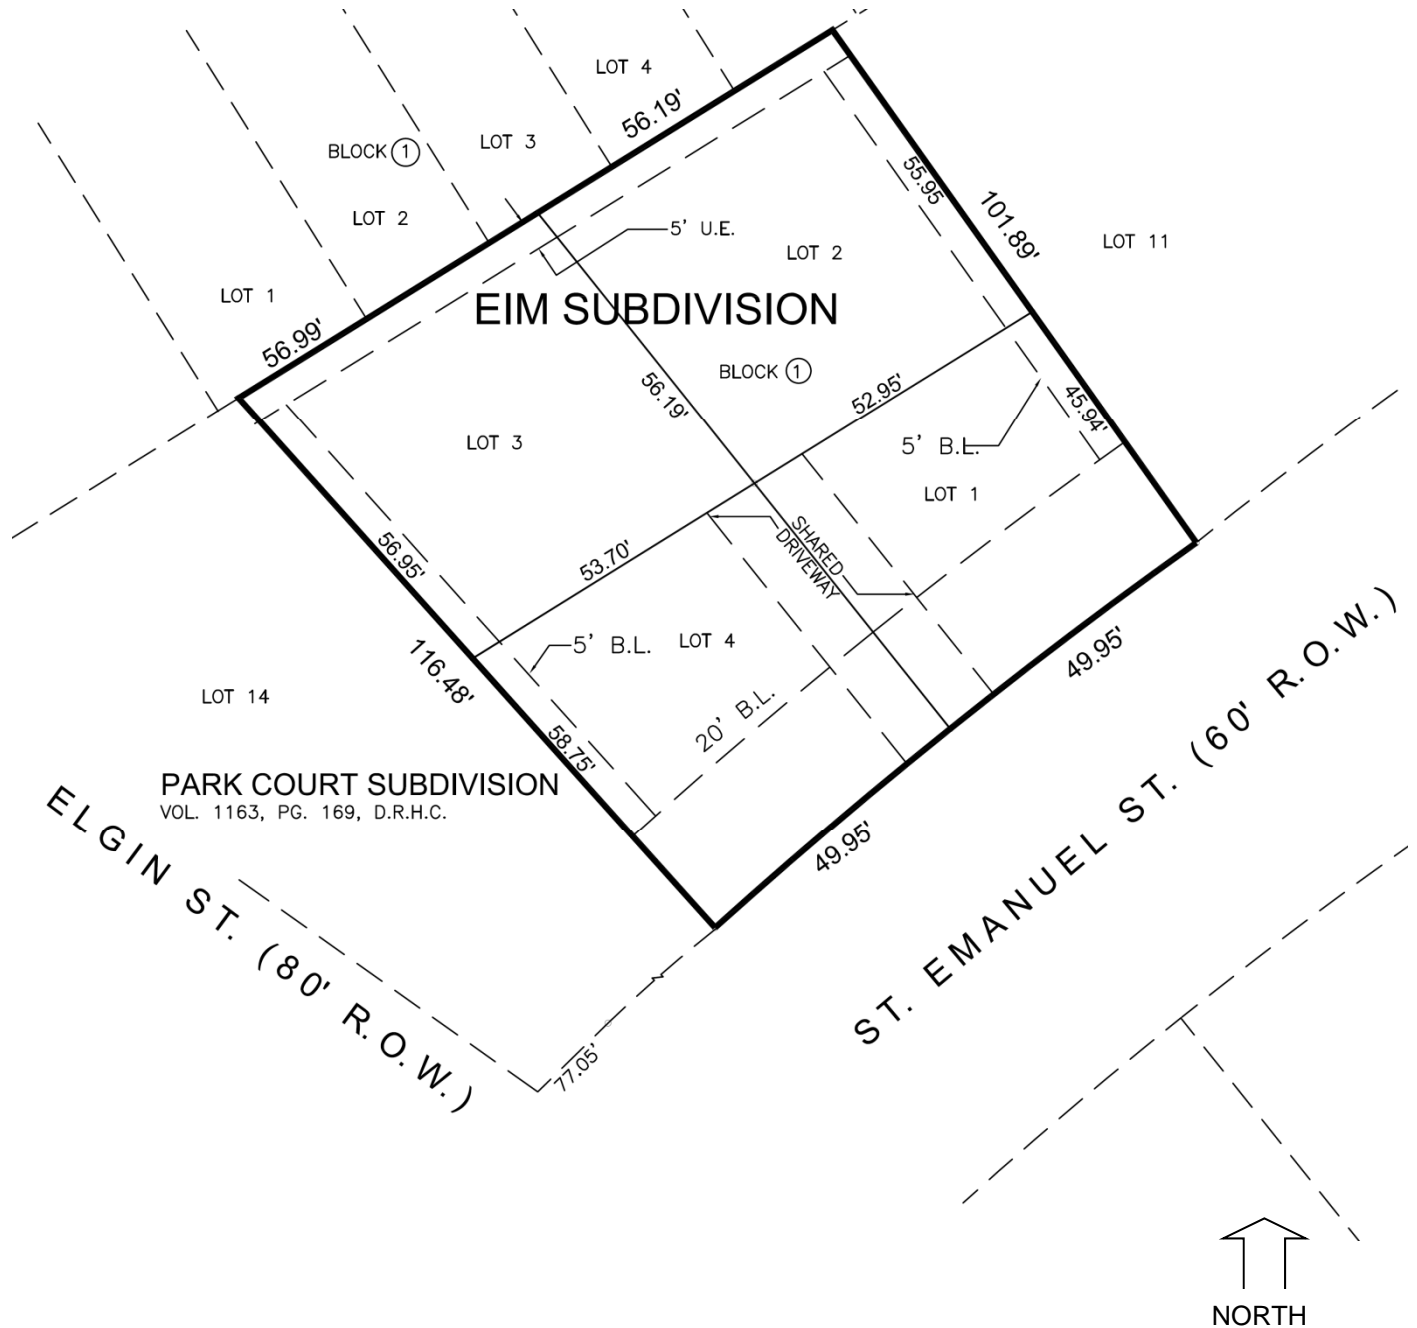 LOT 4
56.19'
LOT 3
BLOCK 1
LOT 2
LOT 1
56.99'
55.95
101.89'
LOT 11
5' U.E.
LOT 2
EIM SUBDIVISION
BLOCK 1
56.19'
52.95'
45.94'
5' B.L.
LOT 3
LOT 1
SHARED
DRIVEWAY
56.95'
53.70'
5' B.L.
LOT 4
116.48'
49.95'
LOT 14
20' B.L.
58.75'
PARK COURT SUBDIVISION
VOL. 1163, PG. 169, D.R.H.C.
49.95'
ELGIN ST. (80' R.O.W.)
ST. EMANUEL ST. (60' R.O.W.)
77.05'
NORTH